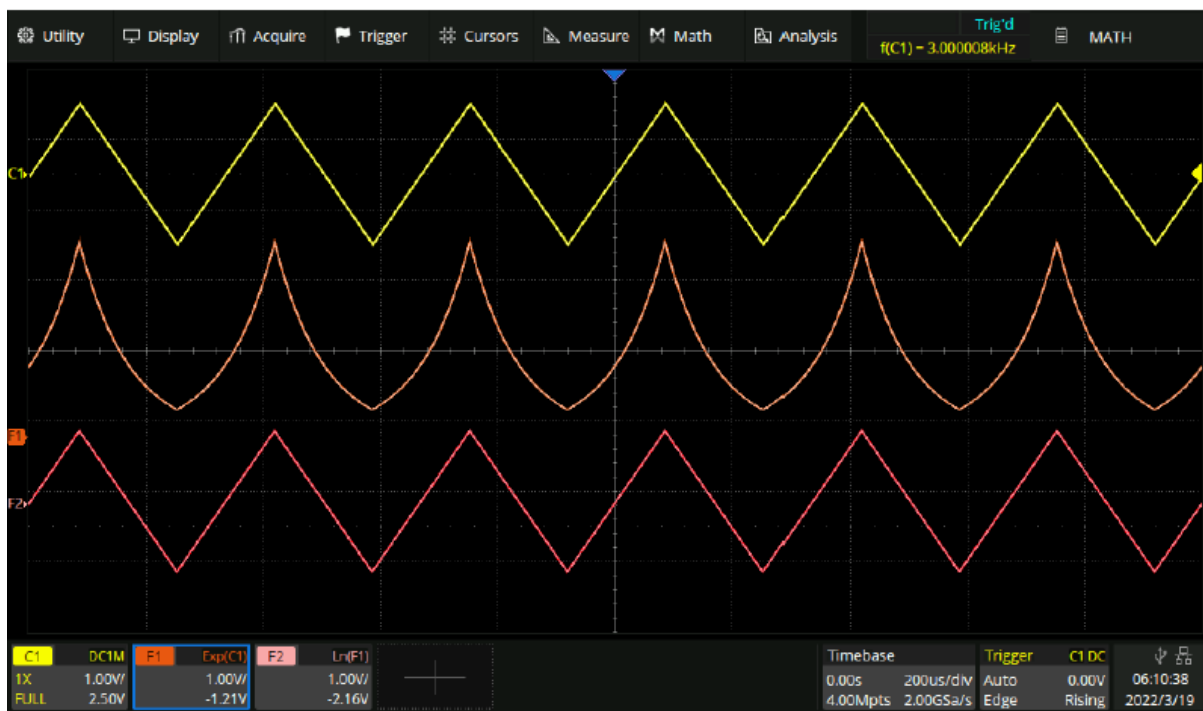 Utility Display Acquire Trigger Cursors Measure Math Analysis Trig'd MATH
f(C1) = 3.000008kHz
C1
F1
F2
C1 DC1M F1 Exp(C1) F2 Ln(F1) Timebase Trigger C1 DC
1X 1.00V/ 1.00V/ 1.00V/ 0.00s 200us/div Auto 0.00V 06:10:38
FULL 2.50V -1.21V -2.16V 4.00Mpts 2.00GSa/s Edge Rising 2022/3/19